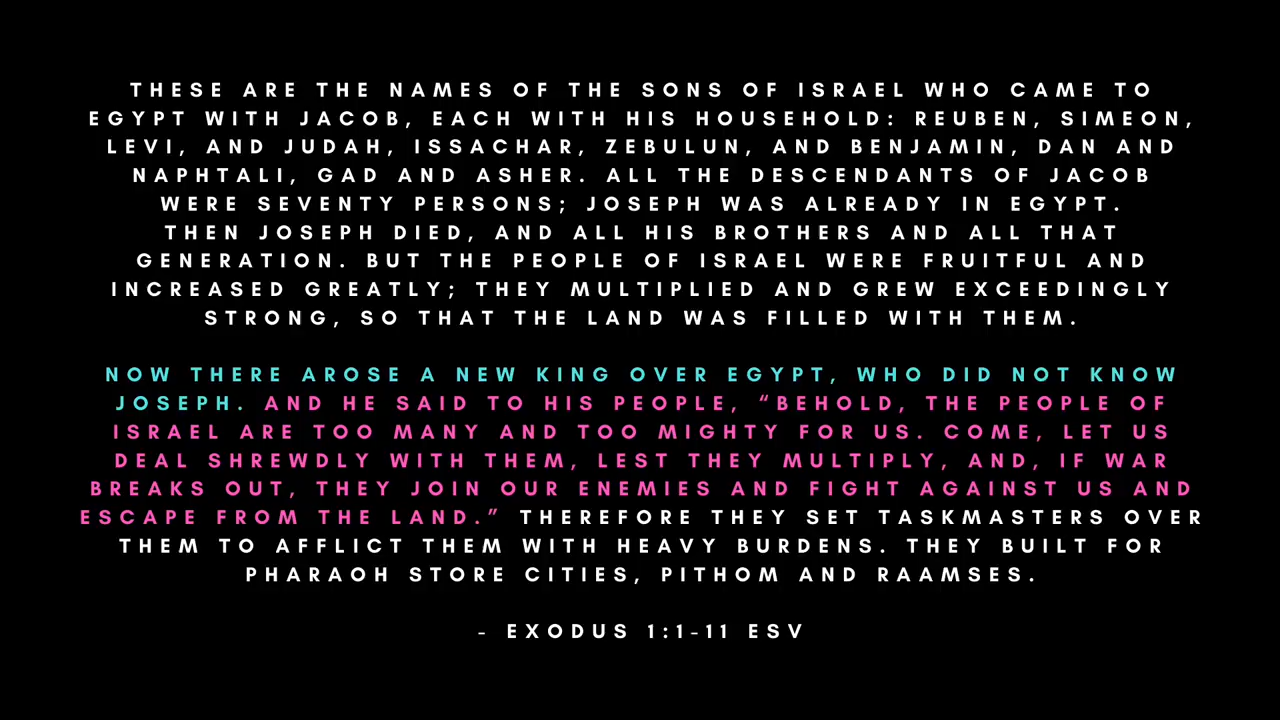 THESE ARE THE NAMES OF THE SONS OF ISRAEL WHO CAME TO
EGYPT WITH JACOB, EACH WITH HIS HOUSEHOLD: REUBEN, SIMEON,
LEVI, AND JUDAH, ISSACHAR, ZEBULUN, AND BENJAMIN, DAN AND
NAPHTALI, GAD AND ASHER. ALL THE DESCENDANTS OF JACOB
WERE SEVENTY PERSONS; JOSEPH WAS ALREADY IN EGYPT.
THEN JOSEPH DIED, AND ALL HIS BROTHERS AND ALL THAT
GENERATION. BUT THE PEOPLE OF ISRAEL WERE FRUITFUL AND
INCREASED GREATLY; THEY MULTIPLIED AND GREW EXCEEDINGLY
STRONG, SO THAT THE LAND WAS FILLED WITH THEM.
NOW THERE AROSE A NEW KING OVER EGYPT, WHO DID NOT KNOW
JOSEPH. AND HE SAID TO HIS PEOPLE, “BEHOLD, THE PEOPLE OF
ISRAEL ARE TOO MANY AND TOO MIGHTY FOR US. COME, LET US
DEAL SHREWDLY WITH THEM, LEST THEY MULTIPLY, AND, IF WAR
BREAKS OUT, THEY JOIN OUR ENEMIES AND FIGHT AGAINST US AND
ESCAPE FROM THE LAND.” THEREFORE THEY SET TASKMASTERS OVER
THEM TO AFFLICT THEM WITH HEAVY BURDENS. THEY BUILT FOR
PHARAOH STORE CITIES, PITHOM AND RAAMSES.
- EXODUS 1:1-11 ESV